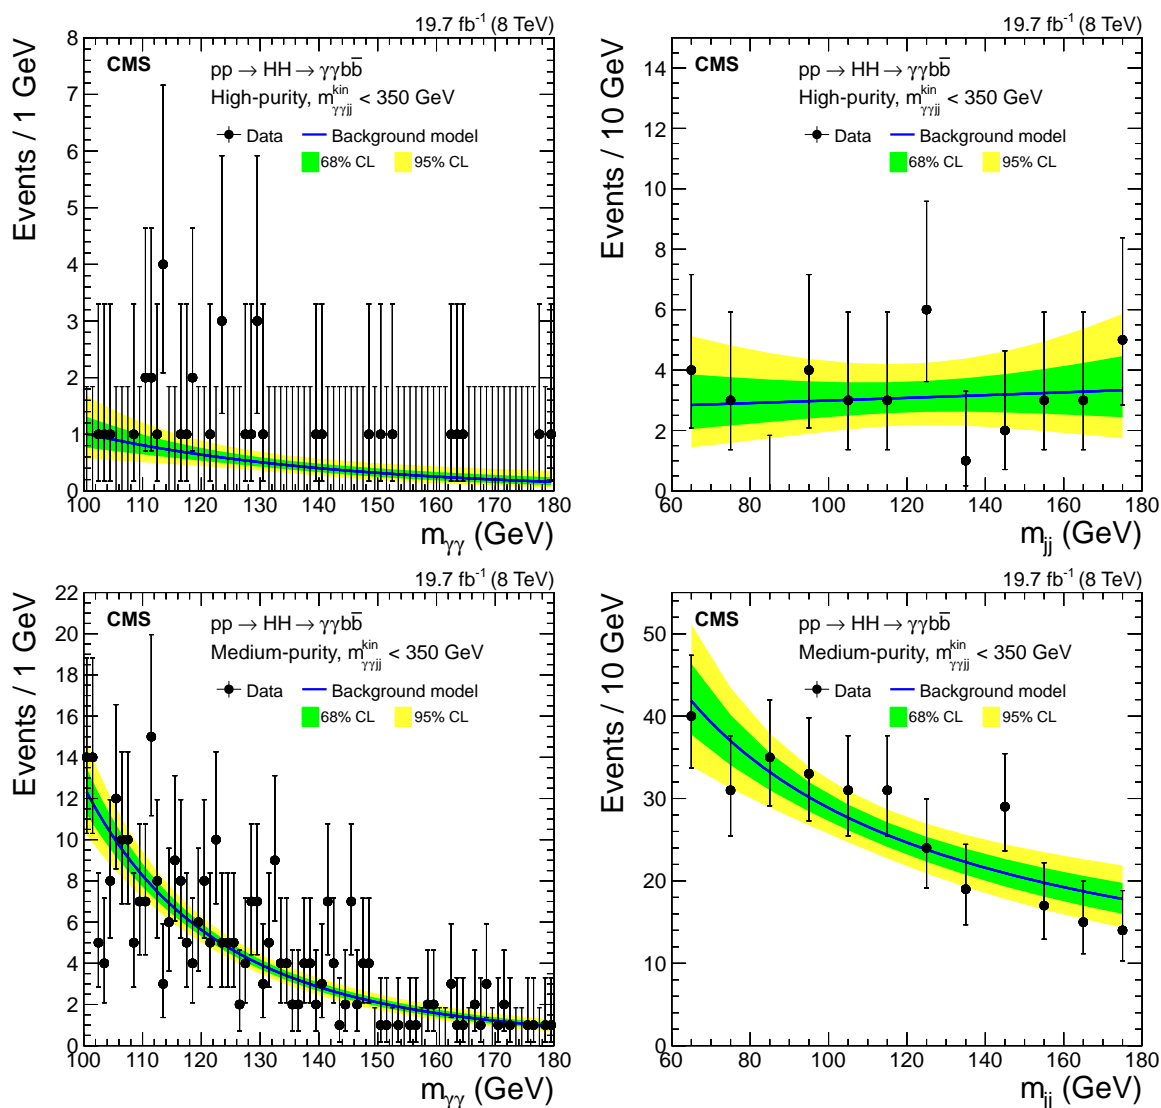 19.7 fb⁻¹ (8 TeV)
CMS
pp → HH → γγbb̅
High-purity, m^kin_γγjj < 350 GeV
Data
Background model
68% CL
95% CL
Events / 1 GeV
0 1 2 3 4 5 6 7 8
100 110 120 130 140 150 160 170 180
m_γγ (GeV)
19.7 fb⁻¹ (8 TeV)
CMS
pp → HH → γγbb̅
High-purity, m^kin_γγjj < 350 GeV
Data
Background model
68% CL
95% CL
Events / 10 GeV
0 2 4 6 8 10 12 14
60 80 100 120 140 160 180
m_jj (GeV)
19.7 fb⁻¹ (8 TeV)
CMS
pp → HH → γγbb̅
Medium-purity, m^kin_γγjj < 350 GeV
Data
Background model
68% CL
95% CL
Events / 1 GeV
0 2 4 6 8 10 12 14 16 18 20 22
100 110 120 130 140 150 160 170 180
m_γγ (GeV)
19.7 fb⁻¹ (8 TeV)
CMS
pp → HH → γγbb̅
Medium-purity, m^kin_γγjj < 350 GeV
Data
Background model
68% CL
95% CL
Events / 10 GeV
0 10 20 30 40 50
60 80 100 120 140 160 180
m_jj (GeV)